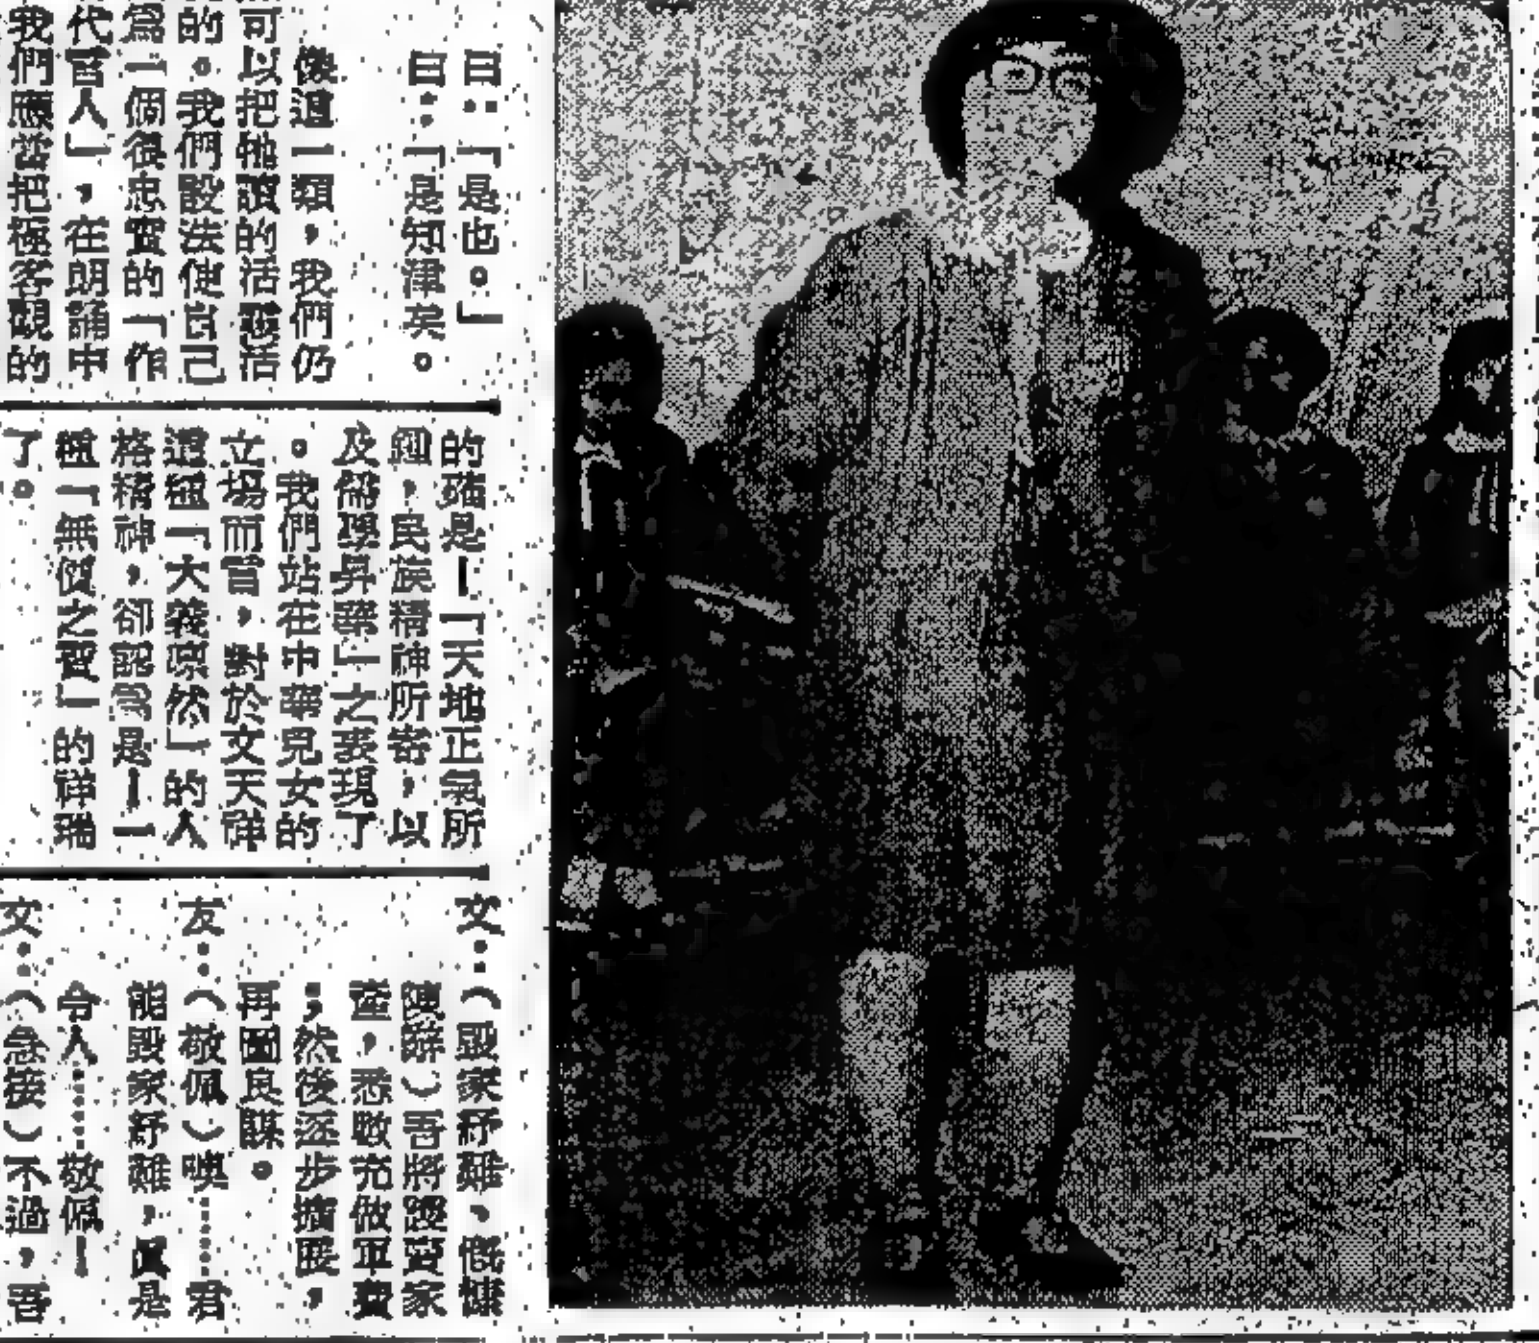 曰：「是也。」
曰：「是知津矣。
像這一類，我們仍
可以把牠讀的活靈活
的。我們設法使自己
爲一個很忠實的「作
代言人」，在朗誦中
我們應當把極客觀的
的確是－「天地正氣所
鍾，民族精神所寄，以
及儒學昇華」之表現了
。我們站在中華兒女的
立場而言，對於文天祥
這種「大義凜然」的人
格精神，卻認爲是－一
種「無價之寶」的祥瑞
了。
文：（毀家紓難、慨慷
陳辭）吾將變賣家
產，悉數充做軍費
；然後逐步擴展，
再圖良謀。
友：（敬佩）噢……君
能毀家紓難，眞是
令人……敬佩－
文：（急接）不過，吾